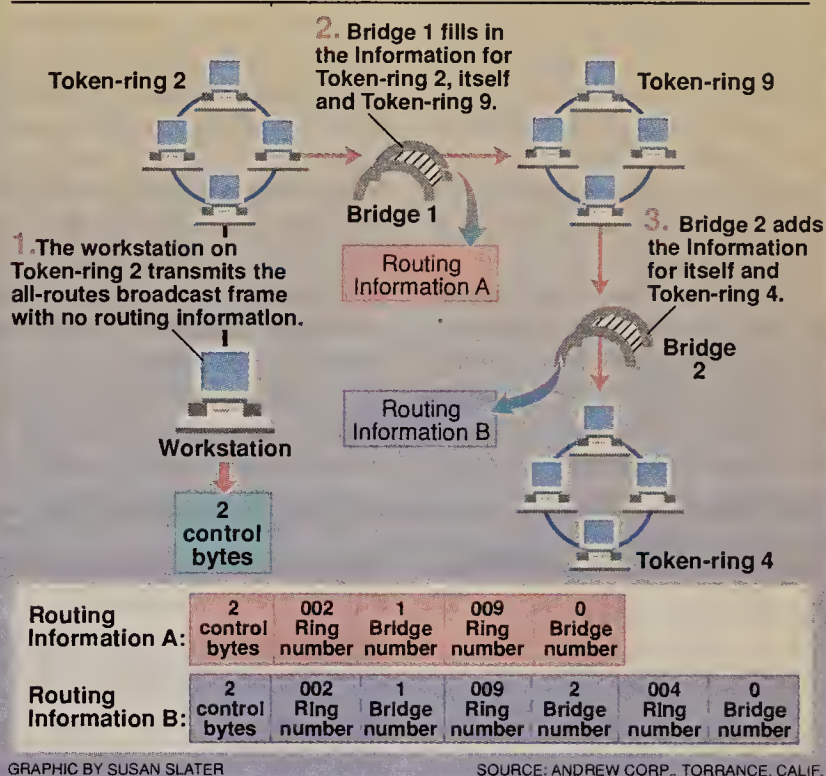 Token-ring 2
2. Bridge 1 fills in
the Information for
Token-ring 2, itself
and Token-ring 9.
Token-ring 9
Bridge 1
1. The workstation on
Token-ring 2 transmits the
all-routes broadcast frame
with no routing information.
Routing
Information A
3. Bridge 2 adds
the Information
for itself and
Token-ring 4.
Bridge
2
Routing
Information B
Workstation
2
control
bytes
Token-ring 4
Routing
Information A:
2
control
bytes
002
Ring
number
1
Bridge
number
009
Ring
number
0
Bridge
number
Routing
Information B:
2
control
bytes
002
Ring
number
1
Bridge
number
009
Ring
number
2
Bridge
number
004
Ring
number
0
Bridge
number
GRAPHIC BY SUSAN SLATER
SOURCE: ANDREW CORP., TORRANCE, CALIF.